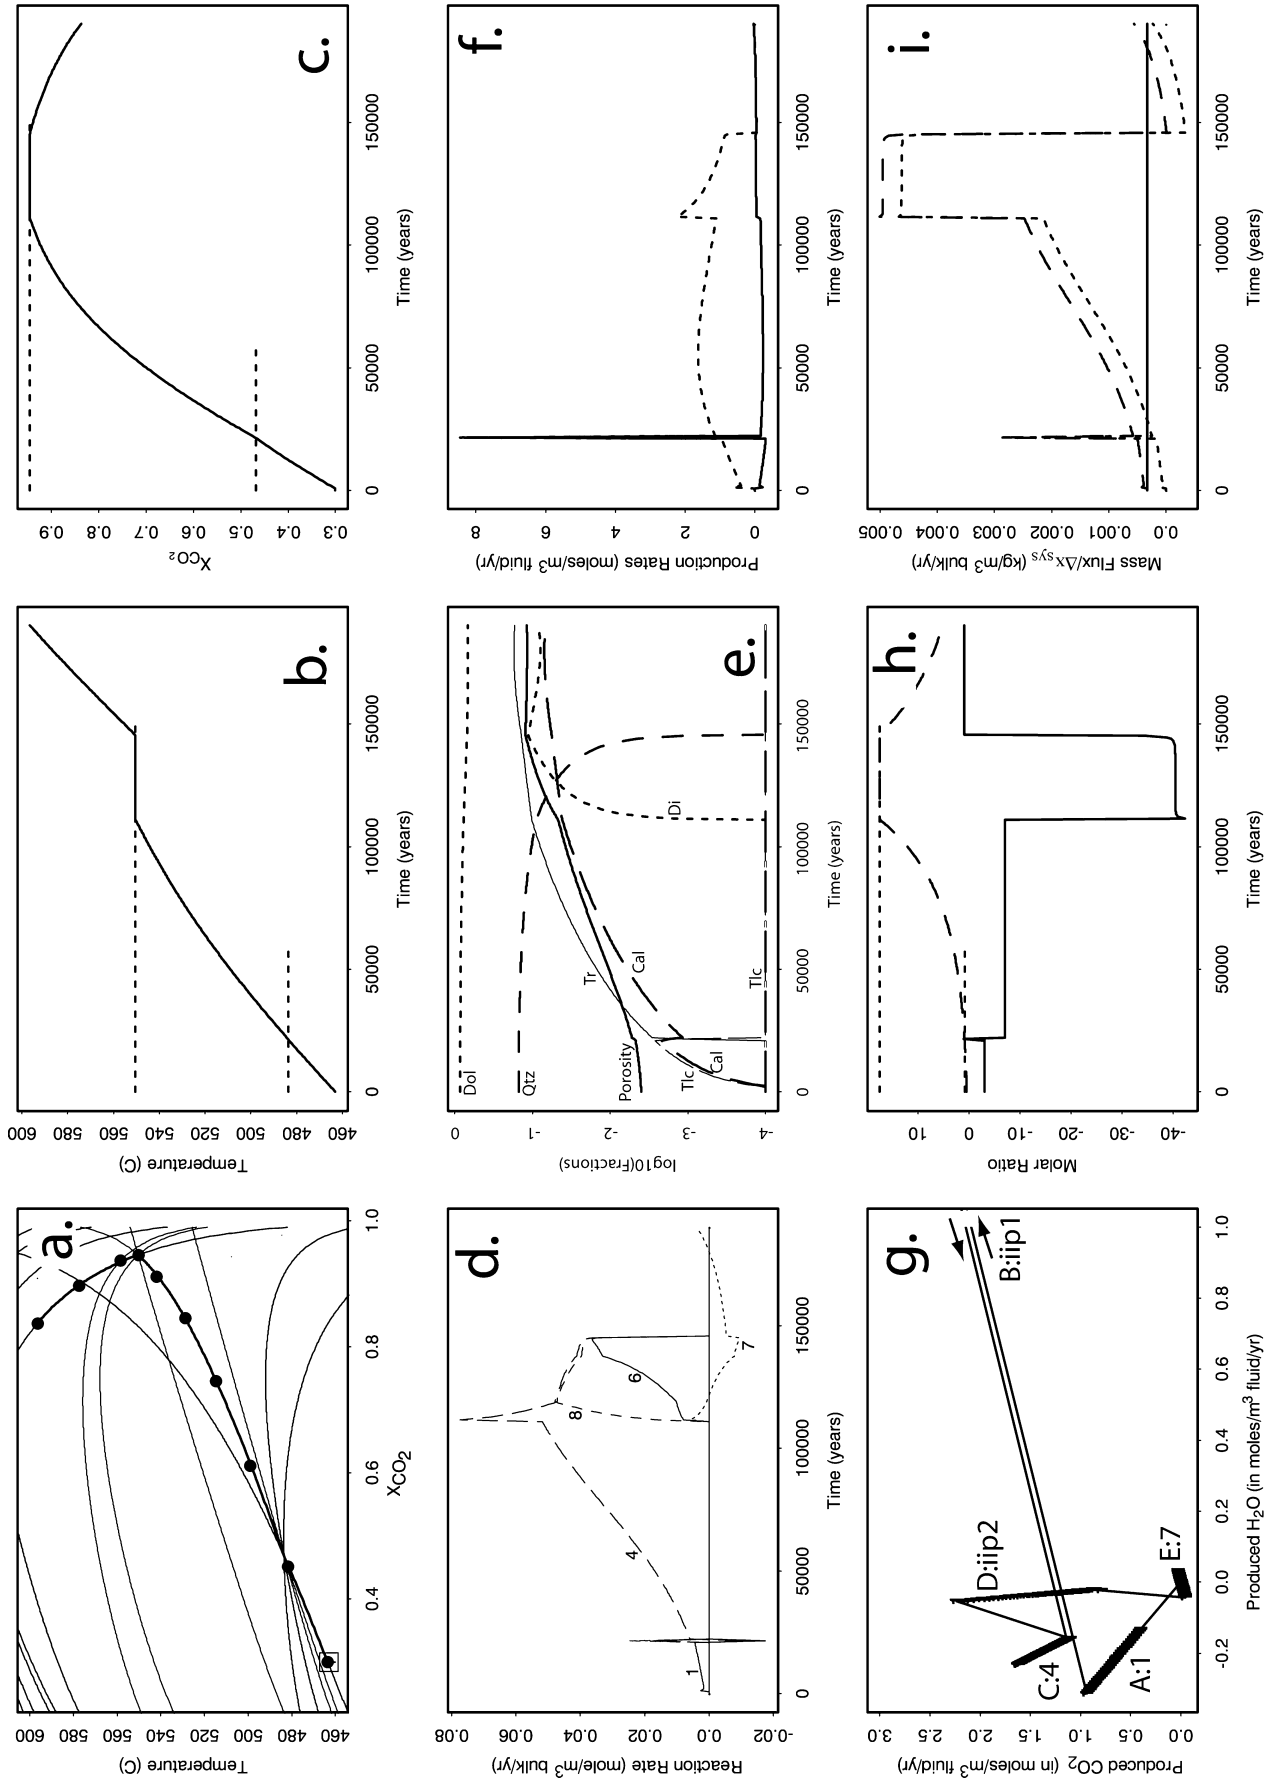 a.
Temperature (C)
600
580
560
540
520
500
480
460
0.4
0.6
0.8
1.0
XCO2
b.
Temperature (C)
600
580
560
540
520
500
480
460
0
50000
100000
150000
Time (years)
c.
XCO2
0.9
0.8
0.7
0.6
0.5
0.4
0.3
0
50000
100000
150000
Time (years)
d.
Reaction Rate (mole/m3 bulk/yr)
0.08
0.06
0.04
0.02
0.0
-0.02
1
4
8
6
7
0
50000
100000
150000
Time (years)
e.
log10(Fractions)
0
-1
-2
-3
-4
Dol
Qtz
Porosity
Tlc
Cal
Tr
Cal
Tlc
Di
0
50000
100000
150000
Time (years)
f.
Production Rates (moles/m3 fluid/yr)
8
6
4
2
0
0
50000
100000
150000
Time (years)
g.
Produced CO2 (in moles/m3 fluid/yr)
3.0
2.5
2.0
1.5
1.0
0.5
0.0
D:iip2
B:iip1
C:4
A:1
E:7
-0.2
0.0
0.2
0.4
0.6
0.8
1.0
Produced H2O (in moles/m3 fluid/yr)
h.
Molar Ratio
10
0
-10
-20
-30
-40
0
50000
100000
150000
Time (years)
i.
Mass Flux/Δxsys (kg/m3 bulk/yr)
0.005
0.004
0.003
0.002
0.001
0.0
0
50000
100000
150000
Time (years)